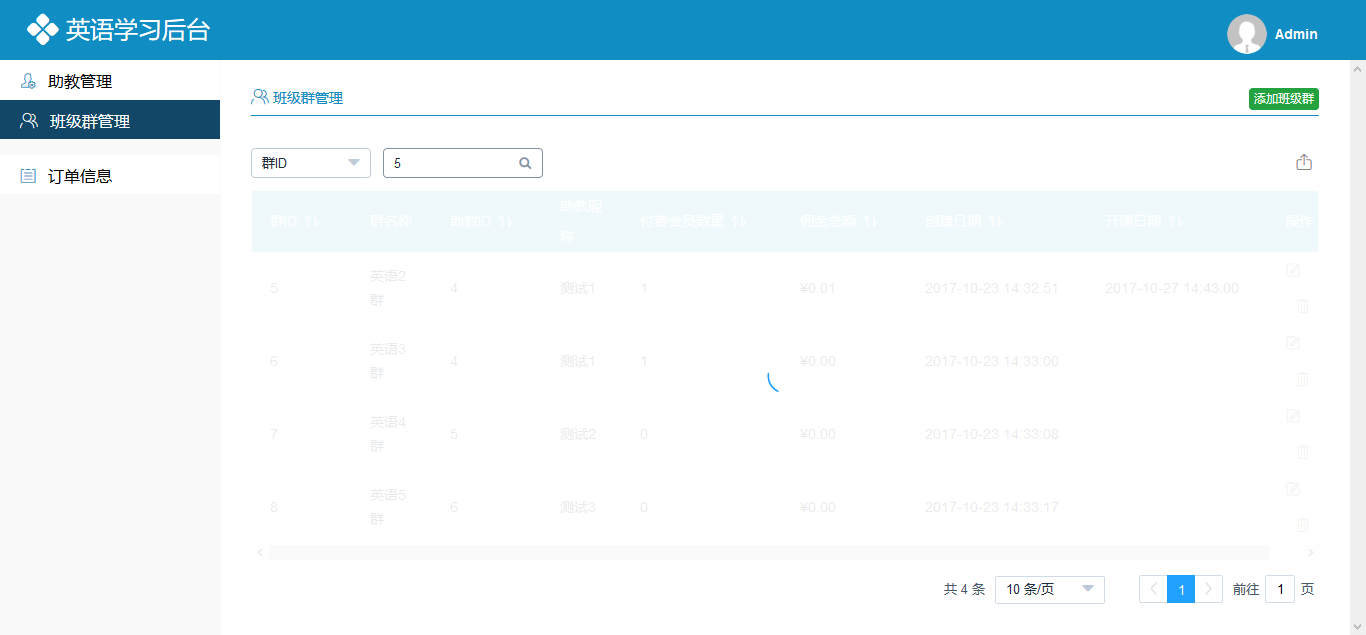 英语学习后台
Admin
助教管理
班级群管理
订单信息
班级群管理
添加班级群
群ID
5
群ID
群名称
助教ID
助教昵
称
付费会员数量
佣金总额
创建日期
开课日期
操作
5
英语2
群
4
测试1
1
¥0.01
2017-10-23 14:32:51
2017-10-27 14:43:00
6
英语3
群
4
测试1
1
¥0.00
2017-10-23 14:33:00
7
英语4
群
5
测试2
0
¥0.00
2017-10-23 14:33:08
8
英语5
群
6
测试3
0
¥0.00
2017-10-23 14:33:17
共 4 条
10 条/页
1
前往
1
页